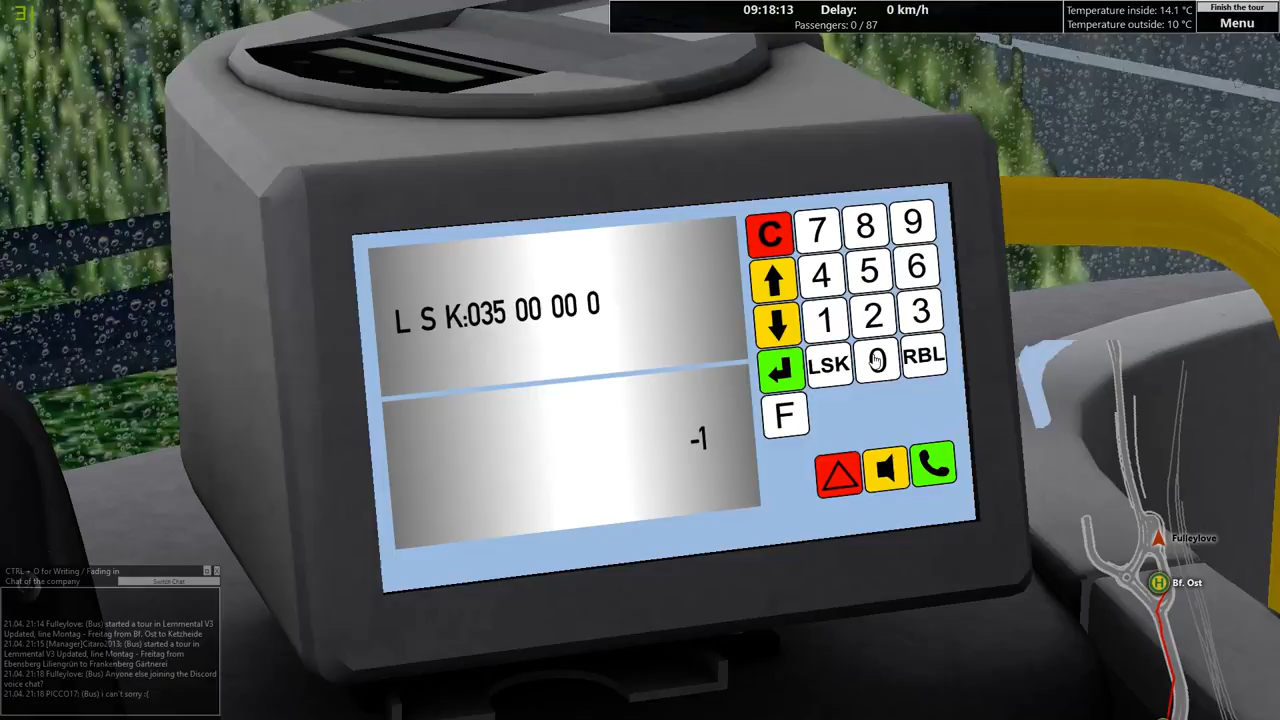 31
09:18:13 Delay: 0 km/h
Passengers: 0 / 87
Temperature inside: 14.1 °C
Temperature outside: 10 °C
Finish the tour
Menu
L S K:035 00 00 0
-1
C 7 8 9
4 5 6
1 2 3
LSK 0 RBL
F
Fulleylove
H Bf. Ost
CTRL + O for Writing / Fading in
X
Chat of the company
Switch Chat
21.04. 21:14 Fulleylove: (Bus) started a tour in Lemmental V3
Updated, line Montag - Freitag from Bf. Ost to Ketzheide
21.04. 21:15 [Manager]Citaro2013: (Bus) started a tour in
Lemmental V3 Updated, line Montag - Freitag from
Ebensberg Liliengrün to Frankenberg Gärtnerei
21.04. 21:18 Fulleylove: (Bus) Anyone else joining the Discord
voice chat?
21.04. 21:18 PICCO17: (Bus) i can't sorry :(